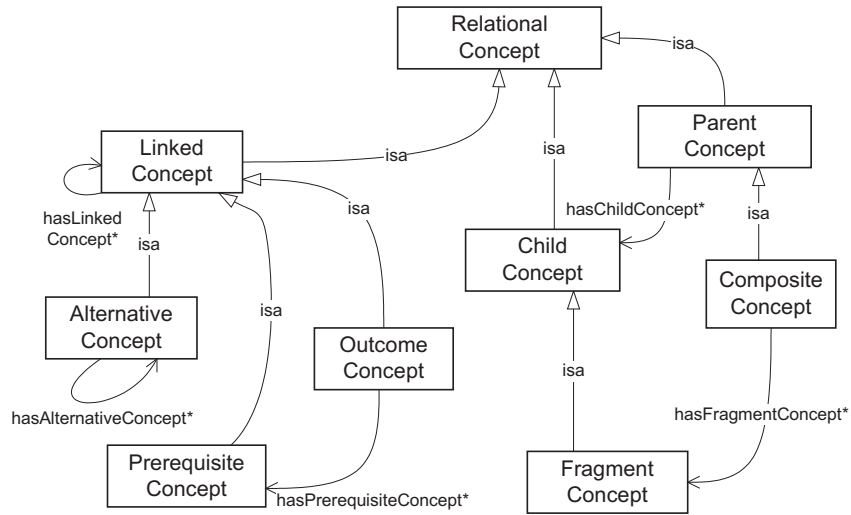 Relational
Concept
isa
Parent
Concept
Linked
Concept
isa
isa
hasLinked
Concept*
isa
hasChildConcept*
isa
isa
Child
Concept
Composite
Concept
Alternative
Concept
isa
Outcome
Concept
isa
hasAlternativeConcept*
hasFragmentConcept*
Prerequisite
Concept
hasPrerequisiteConcept*
Fragment
Concept